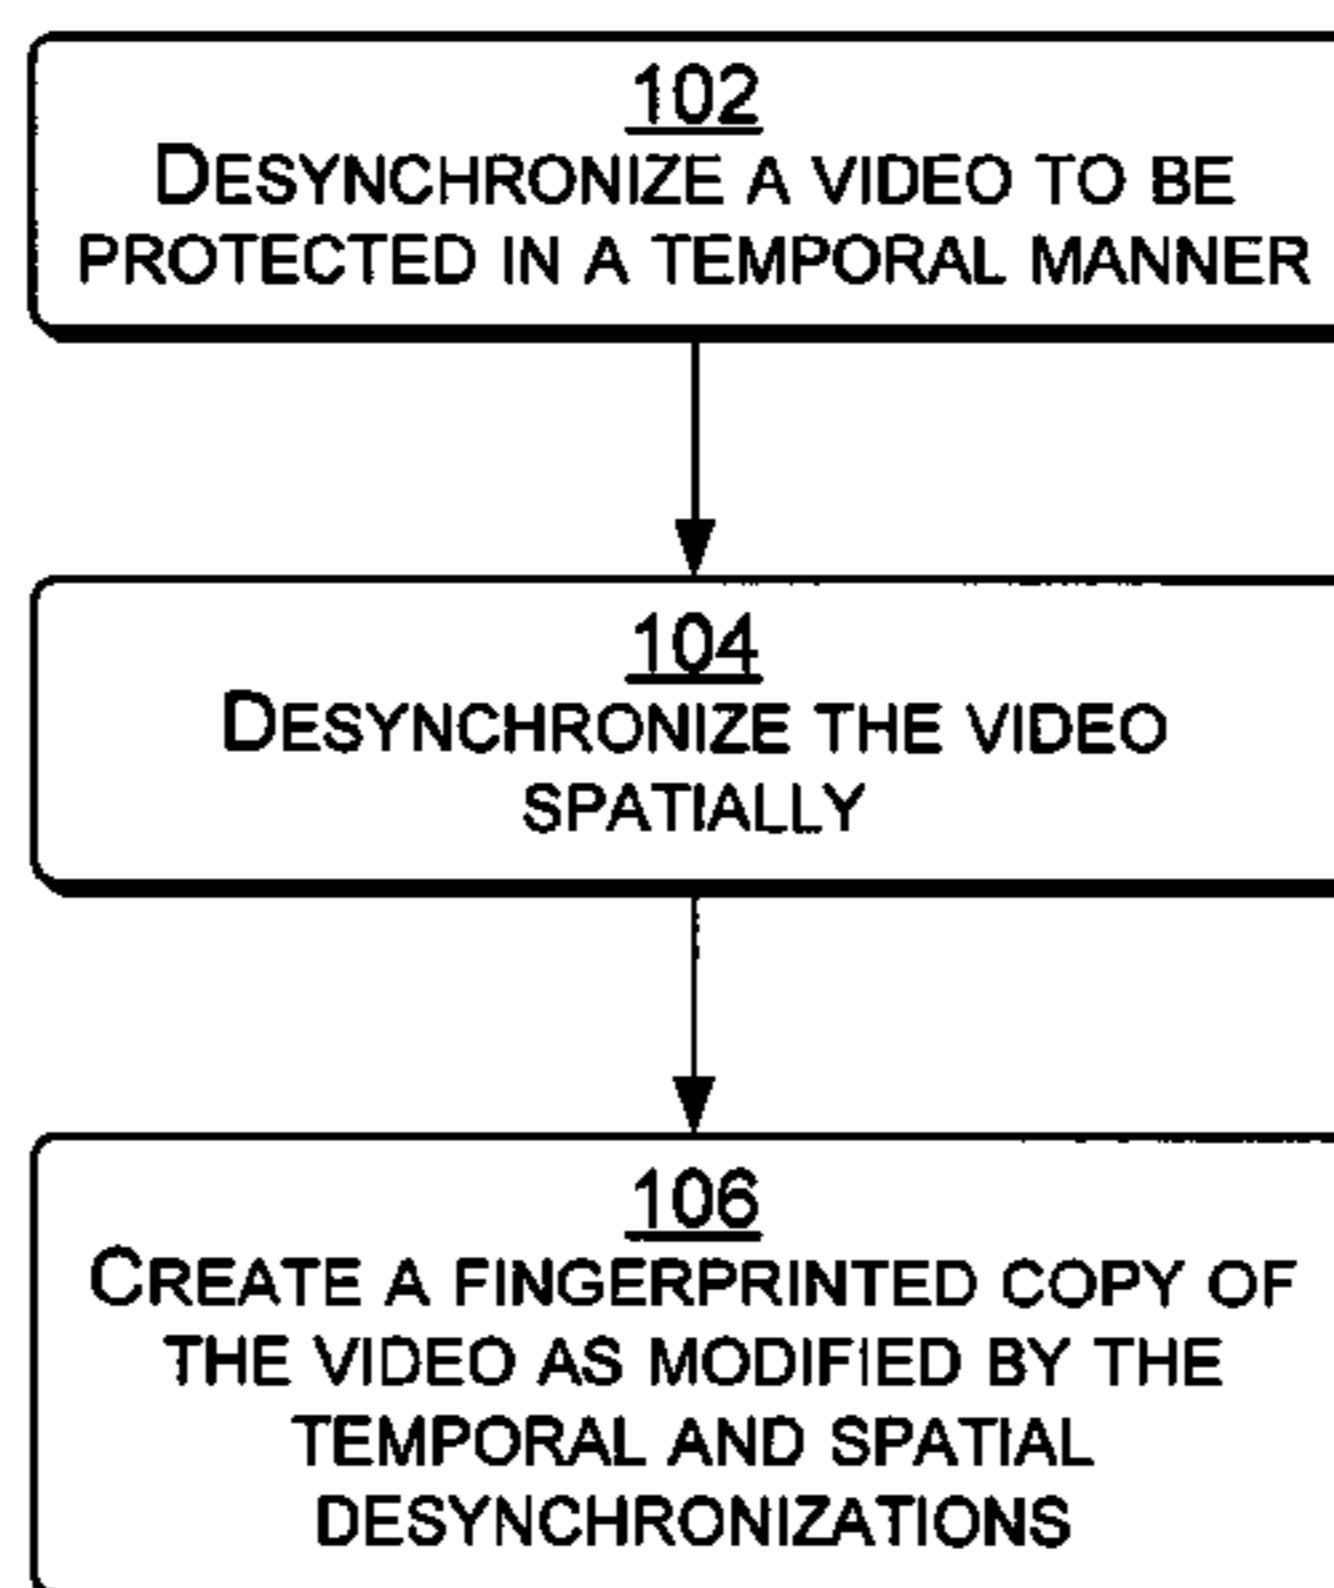 102
DESYNCHRONIZE A VIDEO TO BE
PROTECTED IN A TEMPORAL MANNER
104
DESYNCHRONIZE THE VIDEO
SPATIALLY
106
CREATE A FINGERPRINTED COPY OF
THE VIDEO AS MODIFIED BY THE
TEMPORAL AND SPATIAL
DESYNCHRONIZATIONS